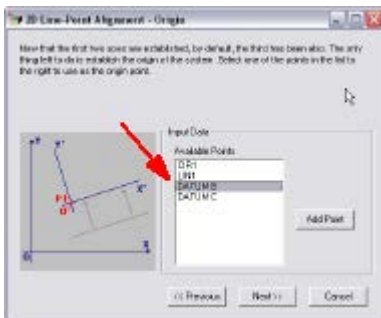 2D Line-Point Alignment - Origin
Now that the first two axes are established, by default, the third has been also. The only
thing left to do is establish the origin of the system. Select one of the points in the list to
the right to use as the origin point.
Input Data
Available Points
CIR1
LIN1
DATUM B
DATUM C
Add Point
Y
Y'
X'
X
<< Previous
Next >>
Cancel